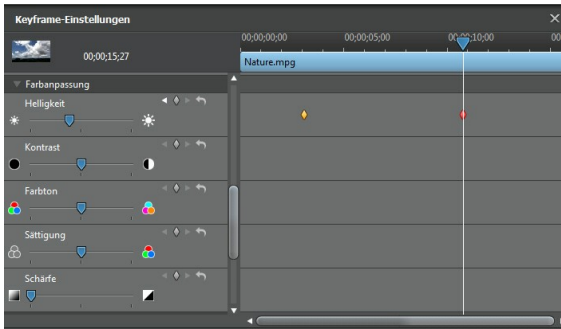 Keyframe-Einstellungen
00;00;15;27
00;00;00;00 00;00;05;00 00;00;10;00 00
Nature.mpg
Farbanpassung
Helligkeit
Kontrast
Farbton
Sättigung
Schärfe